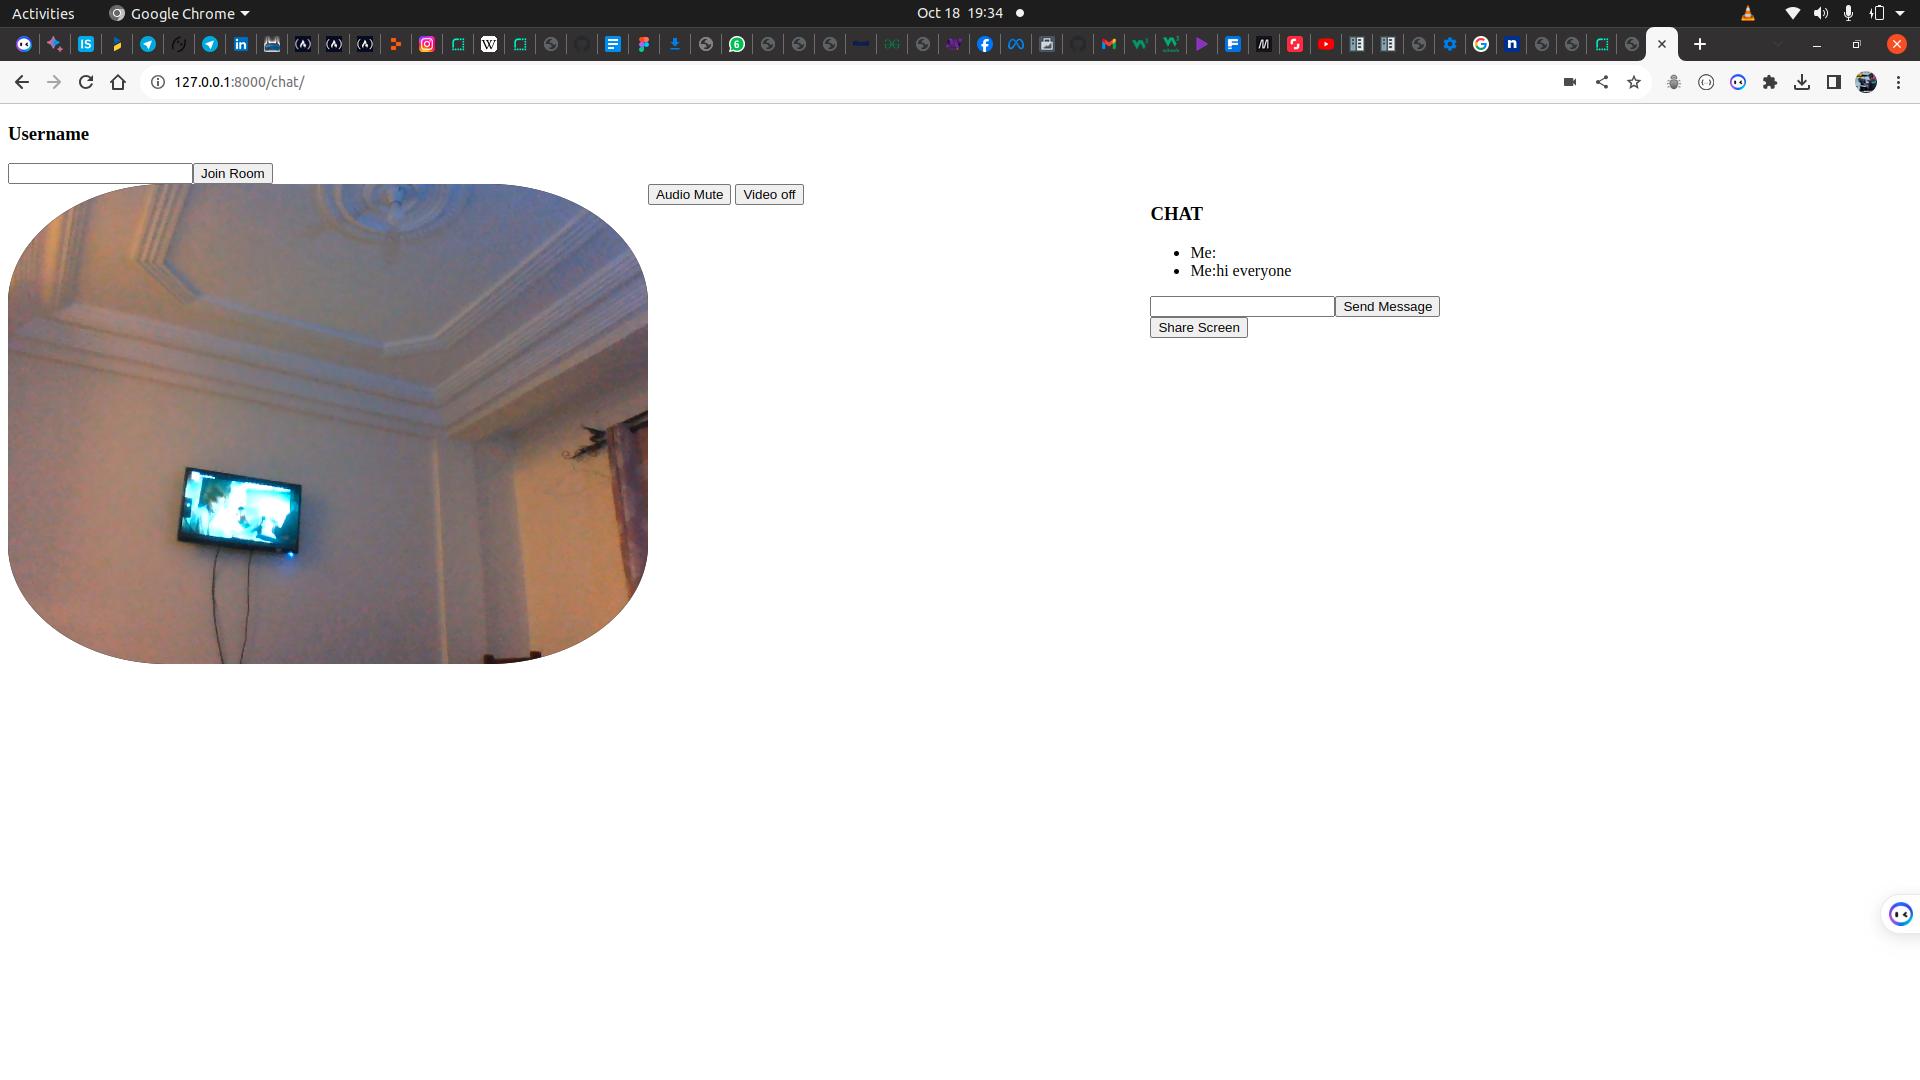 Activities
Google Chrome
Oct 18 19:34
127.0.0.1:8000/chat/
Username
Join Room
Audio Mute
Video off
CHAT
Me:
Me:hi everyone
Send Message
Share Screen